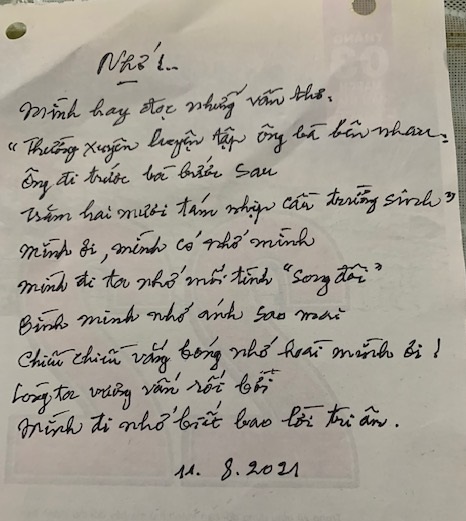 Nhớ...
Mình hay đọc những vần thơ:
"Thường xuyên luyện tập ông bà bên nhau:
Ông đi trước bà bước sau
Trăm hai mươi tám nhịp cầu trường sinh"
Mình ơi, mình có nhớ mình
Mình đi ta nhớ mối tình "Song đôi"
Bình minh nhớ ánh sao mai
Chiều chiều vắng bóng nhớ hoài mình ơi!
Lòng ta vương vấn rối bời
Mình đi nhớ biết bao lời tri ân.
11. 8. 2021